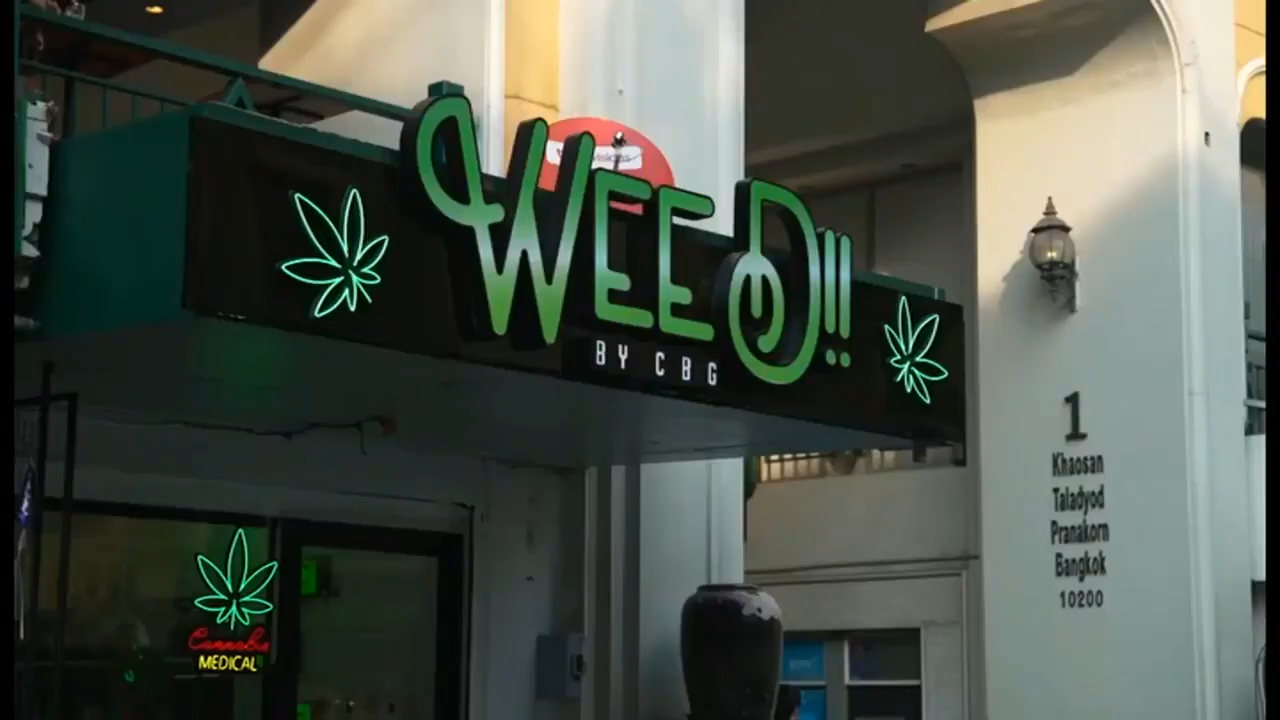 WEED!!
BY CBG
Cannabis
MEDICAL
1
Khaosan
Taladyod
Pranakorn
Bangkok
10200